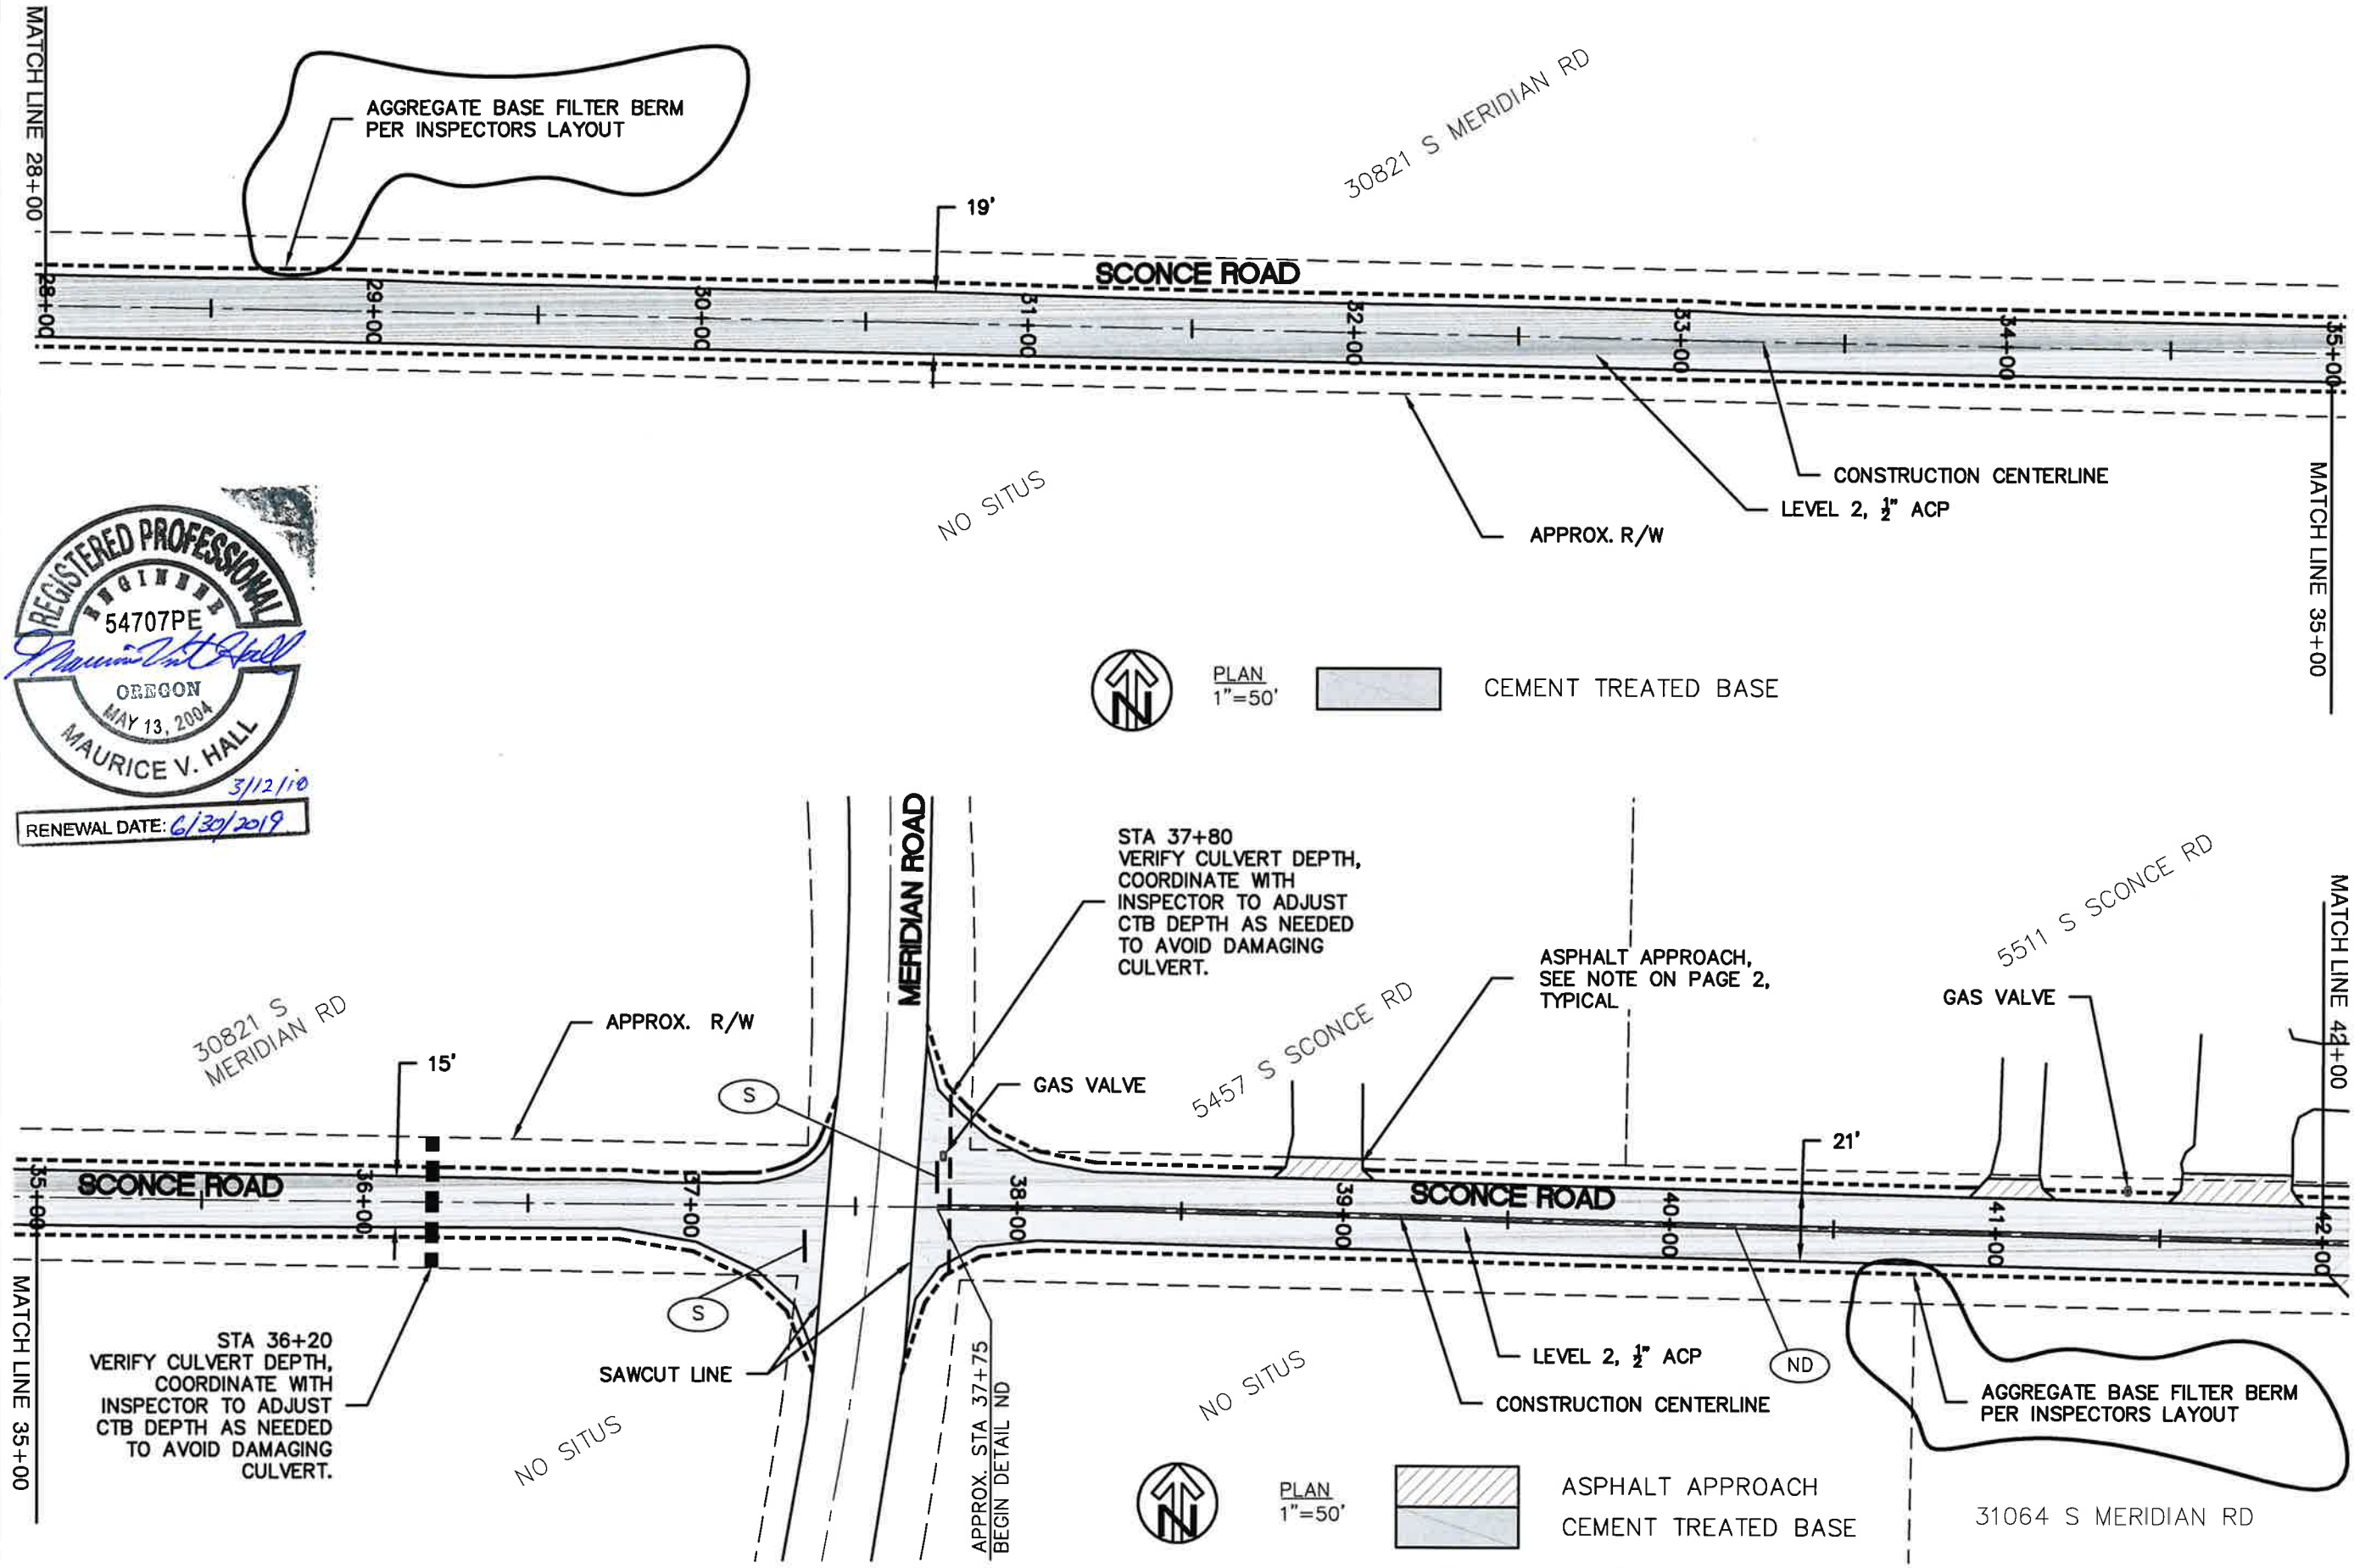 MATCH LINE 28+00
AGGREGATE BASE FILTER BERM
PER INSPECTORS LAYOUT
30821 S MERIDIAN RD
19'
SCONCE ROAD
28+00
29+00
30+00
31+00
32+00
33+00
34+00
35+00
CONSTRUCTION CENTERLINE
LEVEL 2, ½" ACP
APPROX. R/W
NO SITUS
MATCH LINE 35+00
REGISTERED PROFESSIONAL
ENGINEER
54707PE
OREGON
MAY 13, 2004
MAURICE V. HALL
3/12/18
RENEWAL DATE: 6/30/2019
N
PLAN
1"=50'
CEMENT TREATED BASE
MERIDIAN ROAD
STA 37+80
VERIFY CULVERT DEPTH,
COORDINATE WITH
INSPECTOR TO ADJUST
CTB DEPTH AS NEEDED
TO AVOID DAMAGING
CULVERT.
ASPHALT APPROACH,
SEE NOTE ON PAGE 2,
TYPICAL
5511 S SCONCE RD
GAS VALVE
MATCH LINE 42+00
30821 S
MERIDIAN RD
APPROX. R/W
15'
S
GAS VALVE
5457 S SCONCE RD
21'
35+00
SCONCE ROAD
36+00
37+00
38+00
39+00
SCONCE ROAD
40+00
41+00
42+00
MATCH LINE 35+00
STA 36+20
VERIFY CULVERT DEPTH,
COORDINATE WITH
INSPECTOR TO ADJUST
CTB DEPTH AS NEEDED
TO AVOID DAMAGING
CULVERT.
S
SAWCUT LINE
NO SITUS
APPROX. STA 37+75
BEGIN DETAIL ND
NO SITUS
LEVEL 2, ½" ACP
CONSTRUCTION CENTERLINE
ND
AGGREGATE BASE FILTER BERM
PER INSPECTORS LAYOUT
N
PLAN
1"=50'
ASPHALT APPROACH
CEMENT TREATED BASE
31064 S MERIDIAN RD